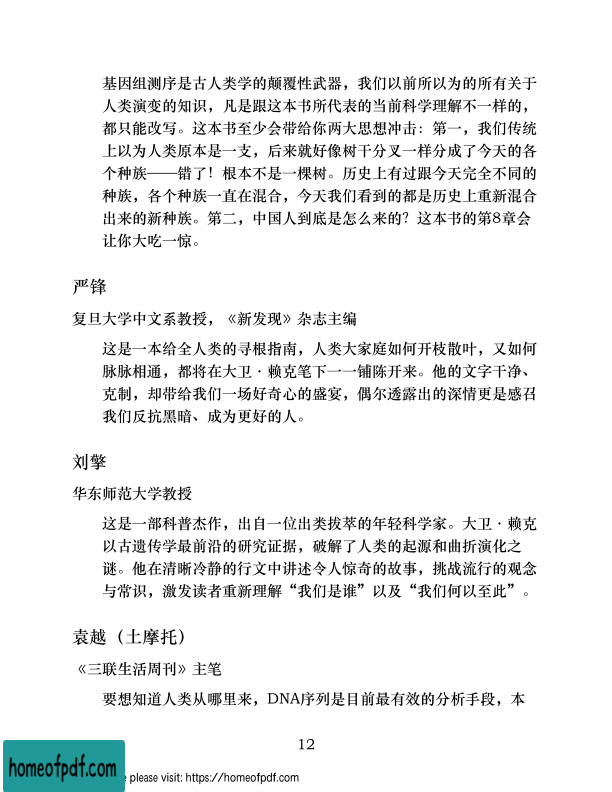 基因组测序是古人类学的颠覆性武器，我们以前所以为的所有关于
人类演变的知识，凡是跟这本书所代表的当前科学理解不一样的，
都只能改写。这本书至少会带给你两大思想冲击：第一，我们传统
上以为人类原本是一支，后来就好像树干分叉一样分成了今天的各
个种族——错了！根本不是一棵树。历史上有过跟今天完全不同的
种族，各个种族一直在混合，今天我们看到的都是历史上重新混合
出来的新种族。第二，中国人到底是怎么来的？这本书的第8章会
让你大吃一惊。
严锋
复旦大学中文系教授，《新发现》杂志主编
这是一本给全人类的寻根指南，人类大家庭如何开枝散叶，又如何
脉脉相通，都将在大卫·赖克笔下一一铺陈开来。他的文字干净、
克制，却带给我们一场好奇心的盛宴，偶尔透露出的深情更是感召
我们反抗黑暗、成为更好的人。
刘擎
华东师范大学教授
这是一部科普杰作，出自一位出类拔萃的年轻科学家。大卫·赖克
以古遗传学最前沿的研究证据，破解了人类的起源和曲折演化之
谜。他在清晰冷静的行文中讲述令人惊奇的故事，挑战流行的观念
与常识，激发读者重新理解“我们是谁”以及“我们何以至此”。
袁越（土摩托）
《三联生活周刊》主笔
要想知道人类从哪里来，DNA序列是目前最有效的分析手段，本
12
homeofpdf.com
e please visit: https://homeofpdf.com